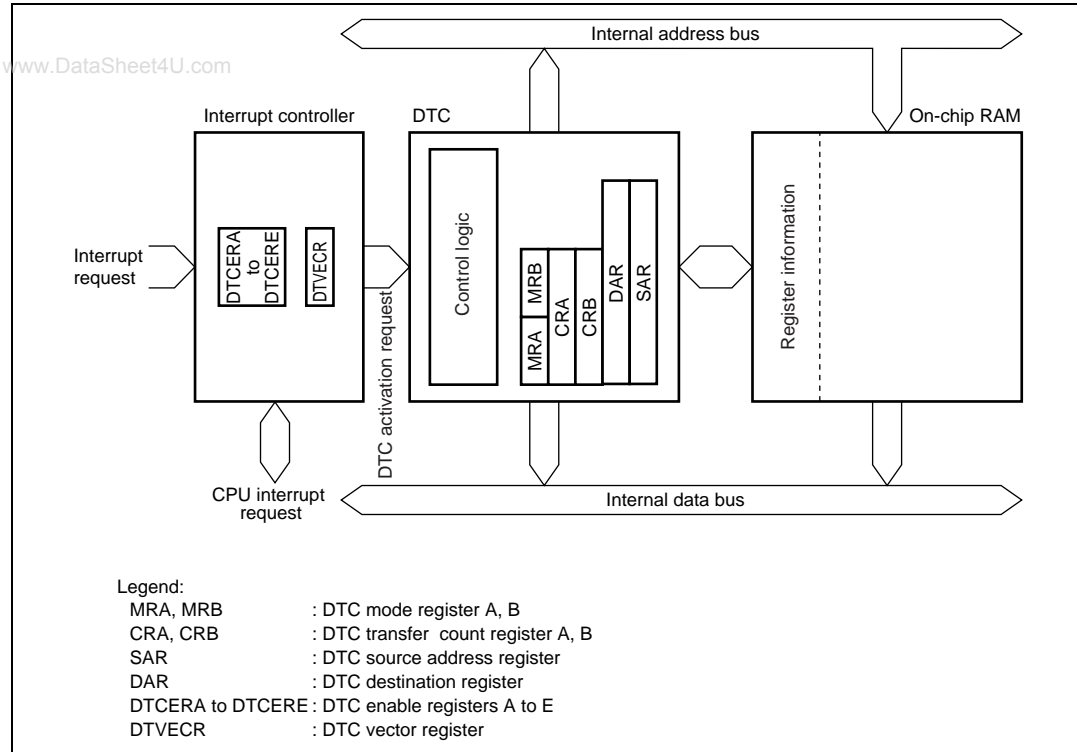 Internal address bus
www.DataSheet4U.com
Interrupt controller
DTC
On-chip RAM
Interrupt
request
DTCERA
to
DTCERE
DTVECR
DTC activation request
Control logic
MRA
MRB
CRA
CRB
DAR
SAR
Register information
CPU interrupt
request
Internal data bus
Legend:
MRA, MRB : DTC mode register A, B
CRA, CRB : DTC transfer count register A, B
SAR : DTC source address register
DAR : DTC destination register
DTCERA to DTCERE : DTC enable registers A to E
DTVECR : DTC vector register